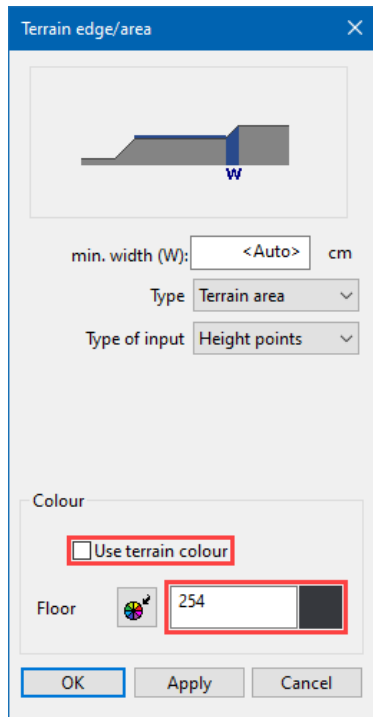 Terrain edge/area
W
min. width (W): <Auto> cm
Type Terrain area
Type of input Height points
Colour
Use terrain colour
Floor 254
OK Apply Cancel